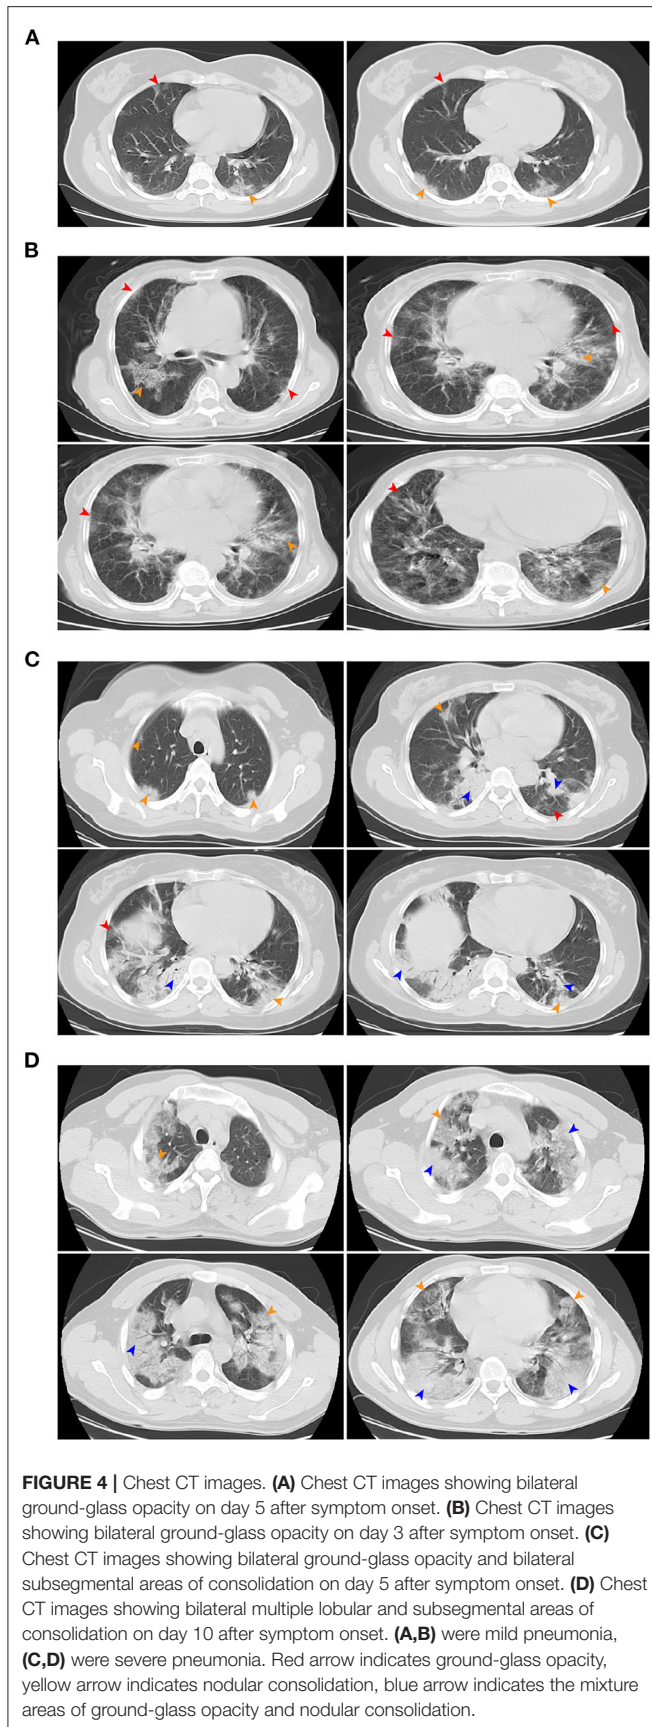 A
B
C
D
FIGURE 4 | Chest CT images. (A) Chest CT images showing bilateral
ground-glass opacity on day 5 after symptom onset. (B) Chest CT images
showing bilateral ground-glass opacity on day 3 after symptom onset. (C)
Chest CT images showing bilateral ground-glass opacity and bilateral
subsegmental areas of consolidation on day 5 after symptom onset. (D) Chest
CT images showing bilateral multiple lobular and subsegmental areas of
consolidation on day 10 after symptom onset. (A,B) were mild pneumonia,
(C,D) were severe pneumonia. Red arrow indicates ground-glass opacity,
yellow arrow indicates nodular consolidation, blue arrow indicates the mixture
areas of ground-glass opacity and nodular consolidation.